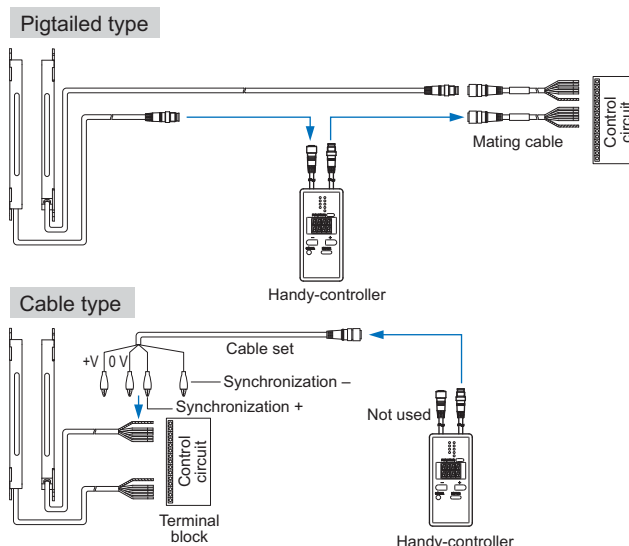 Pigtailed type
Control
circuit
Mating cable
Handy-controller
Cable type
+V 0 V
Cable set
Synchronization –
Synchronization +
Not used
Control
circuit
Terminal
block
Handy-controller